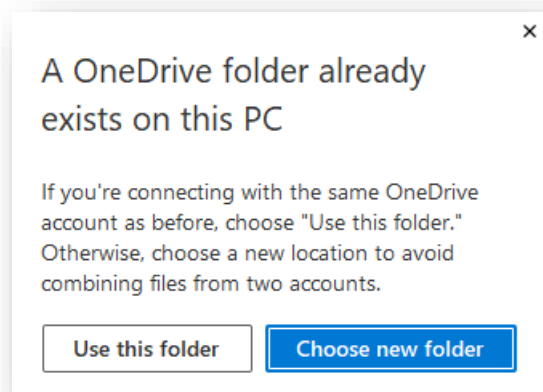 A OneDrive folder already
exists on this PC
If you're connecting with the same OneDrive
account as before, choose "Use this folder."
Otherwise, choose a new location to avoid
combining files from two accounts.
Use this folder
Choose new folder